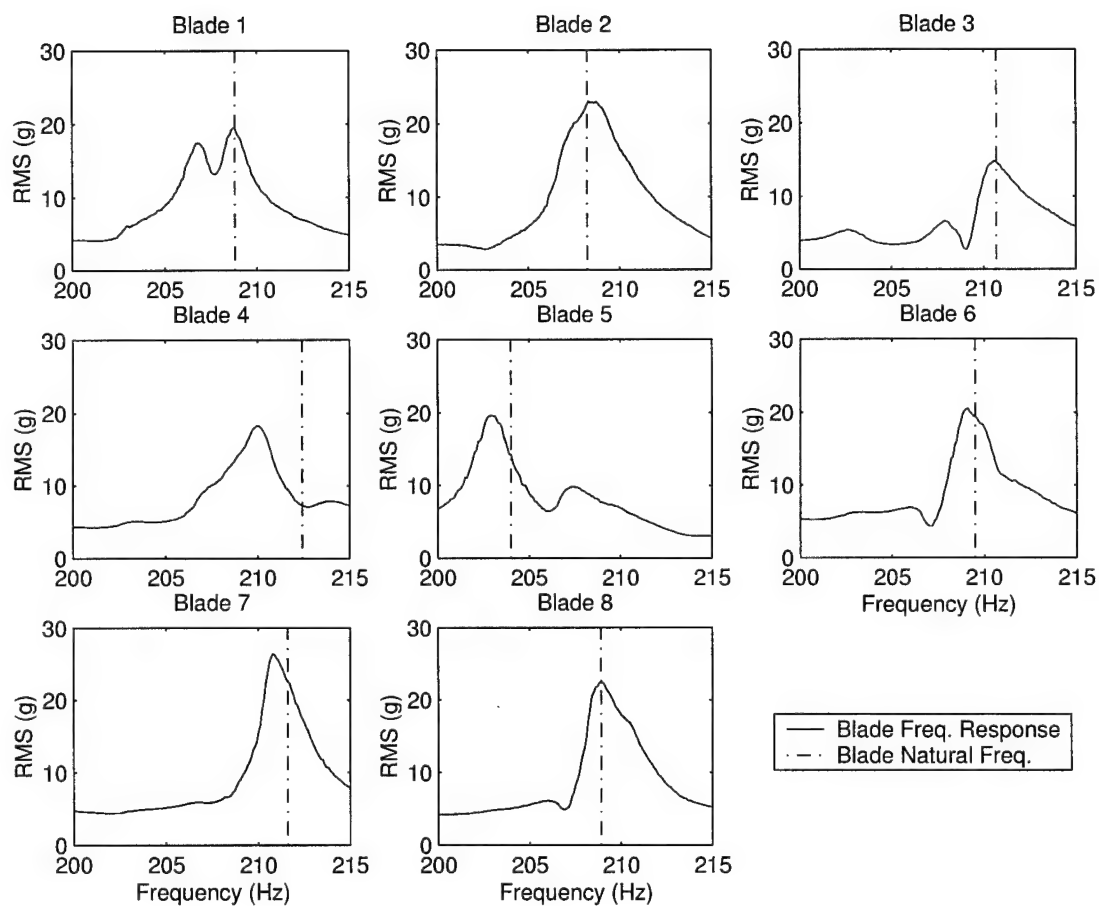 Blade 1 Blade 2 Blade 3
30 30 30
20 20 20
10 10 10
0 0 0
RMS (g) RMS (g) RMS (g)
200 205 210 215 200 205 210 215 200 205 210 215
Blade 4 Blade 5 Blade 6
30 30 30
20 20 20
10 10 10
0 0 0
RMS (g) RMS (g) RMS (g)
200 205 210 215 200 205 210 215 200 205 210 215
Blade 7 Blade 8 Frequency (Hz)
30 30
20 20
10 10
0 0
RMS (g) RMS (g)
Blade Freq. Response
Blade Natural Freq.
200 205 210 215 200 205 210 215
Frequency (Hz) Frequency (Hz)